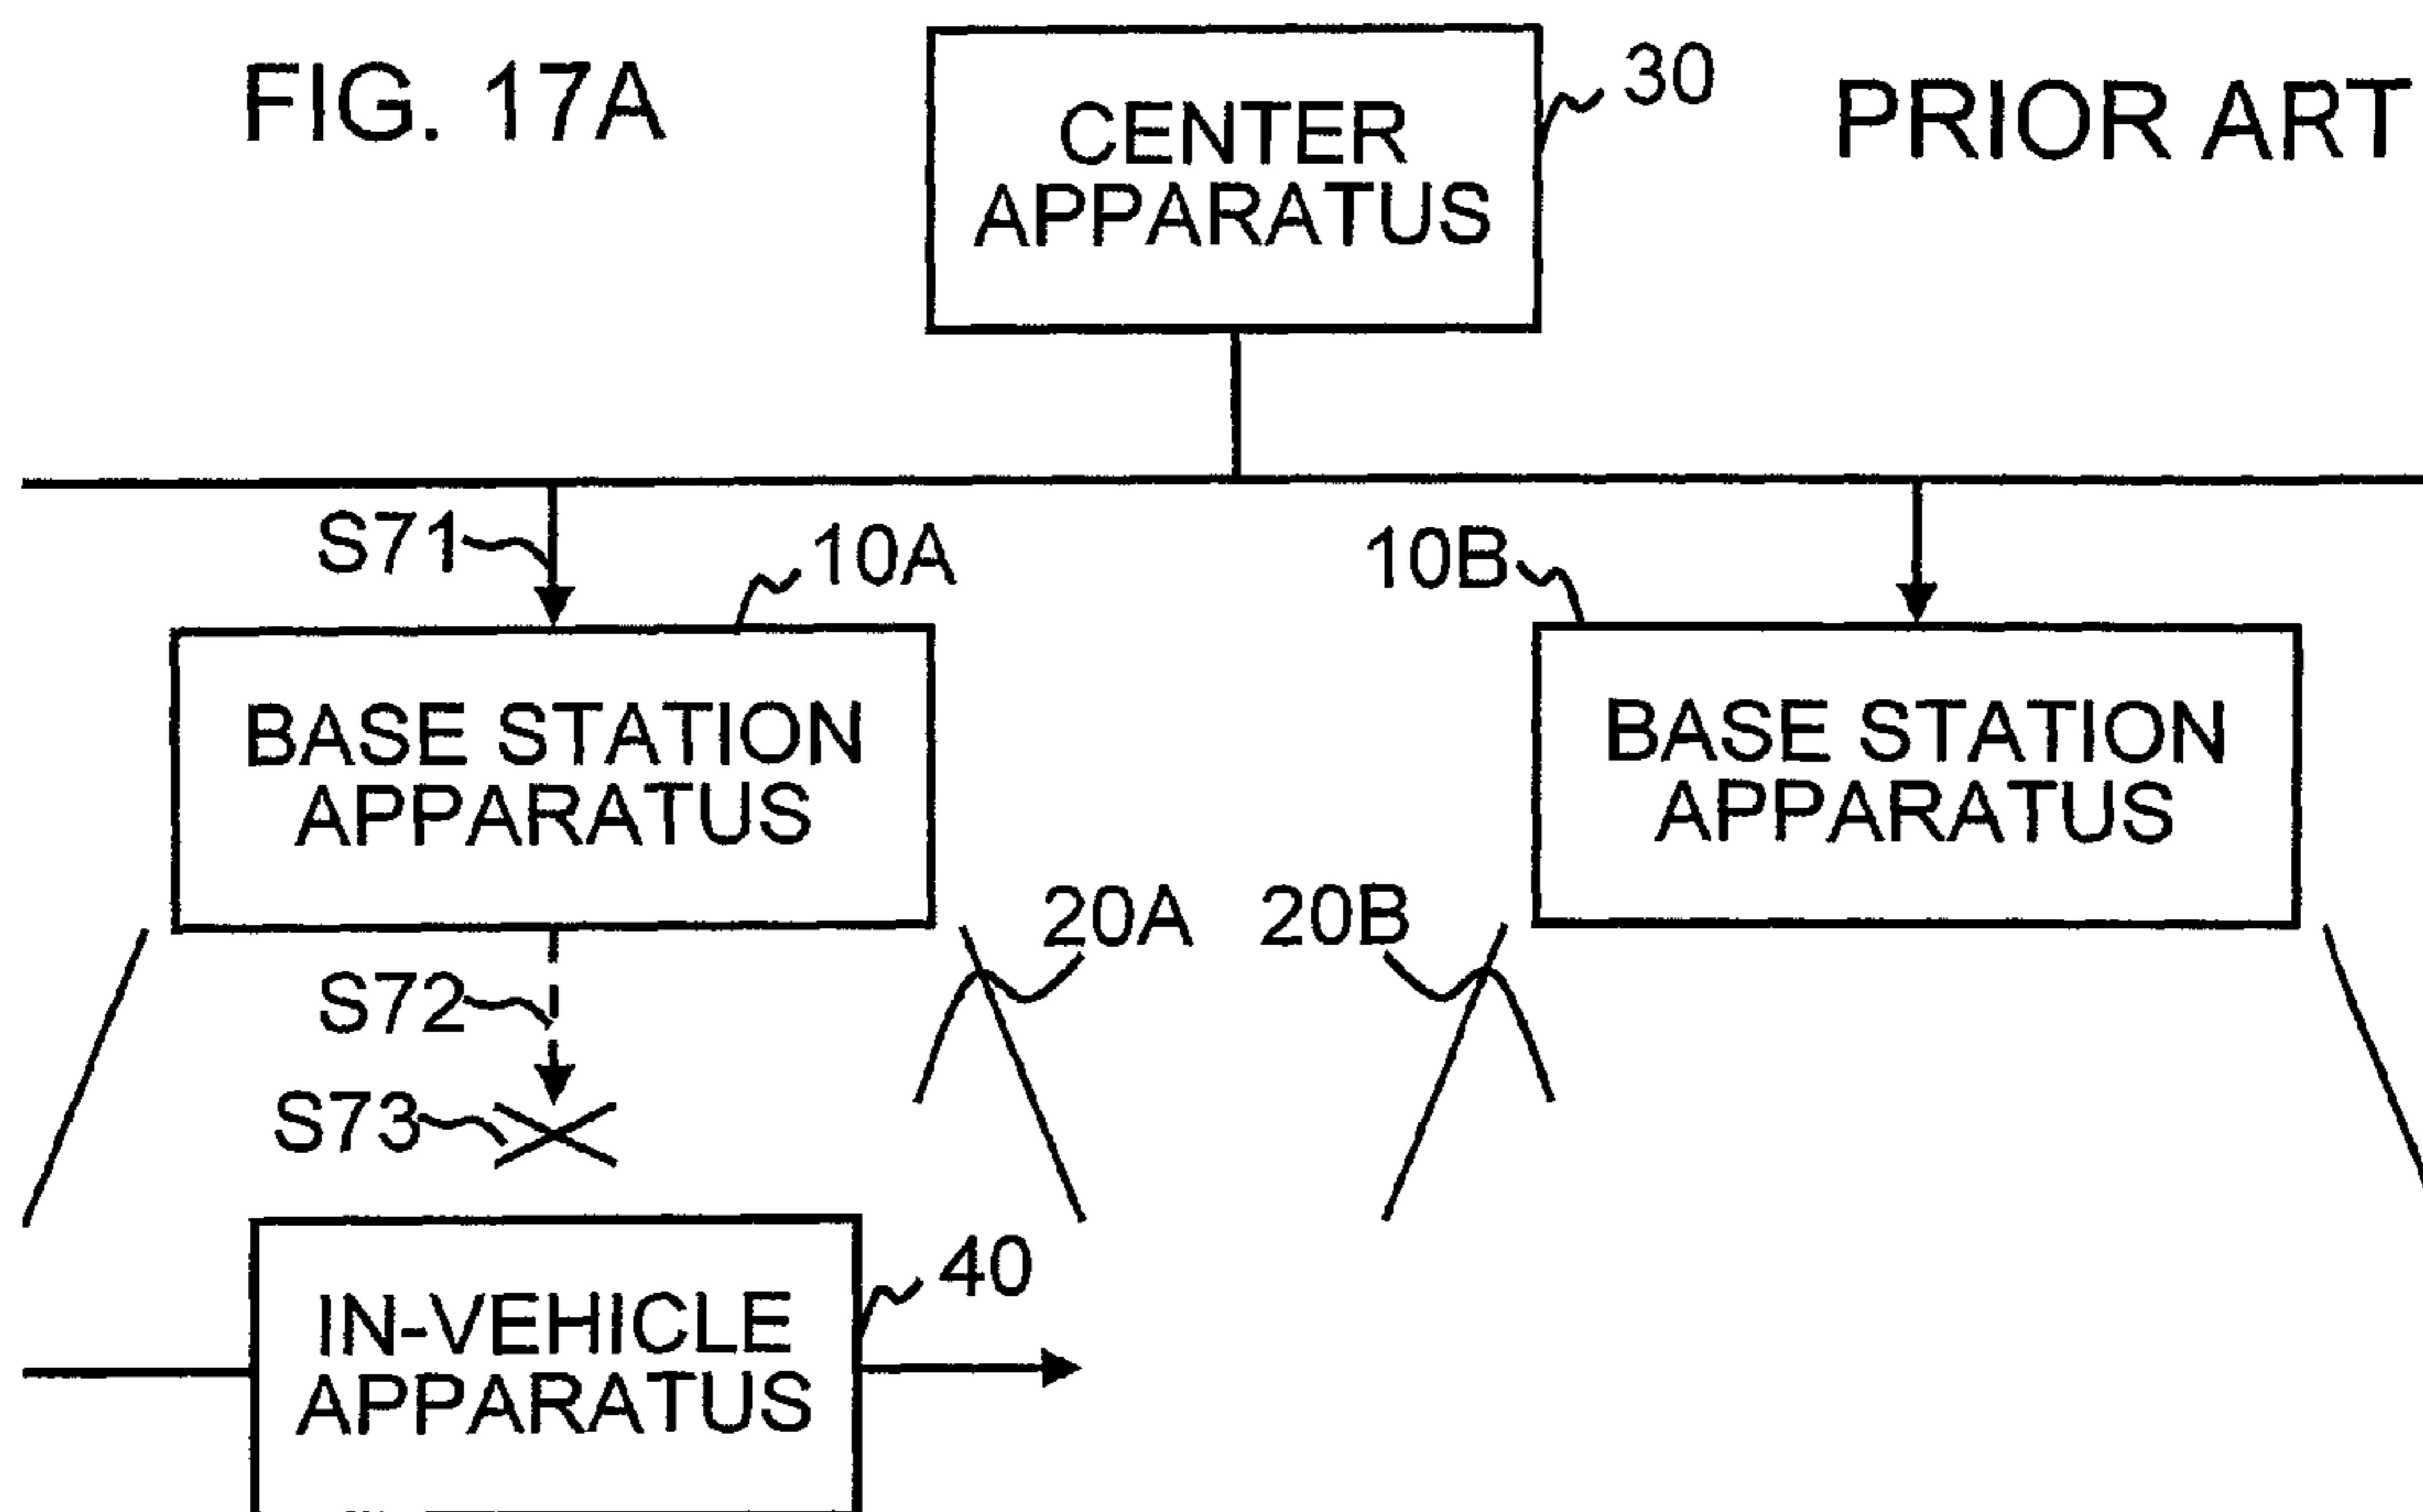 FIG. 17A
CENTER
APPARATUS
30
PRIOR ART
S71
10A
10B
BASE STATION
APPARATUS
BASE STATION
APPARATUS
20A
20B
S72
S73
40
IN-VEHICLE
APPARATUS